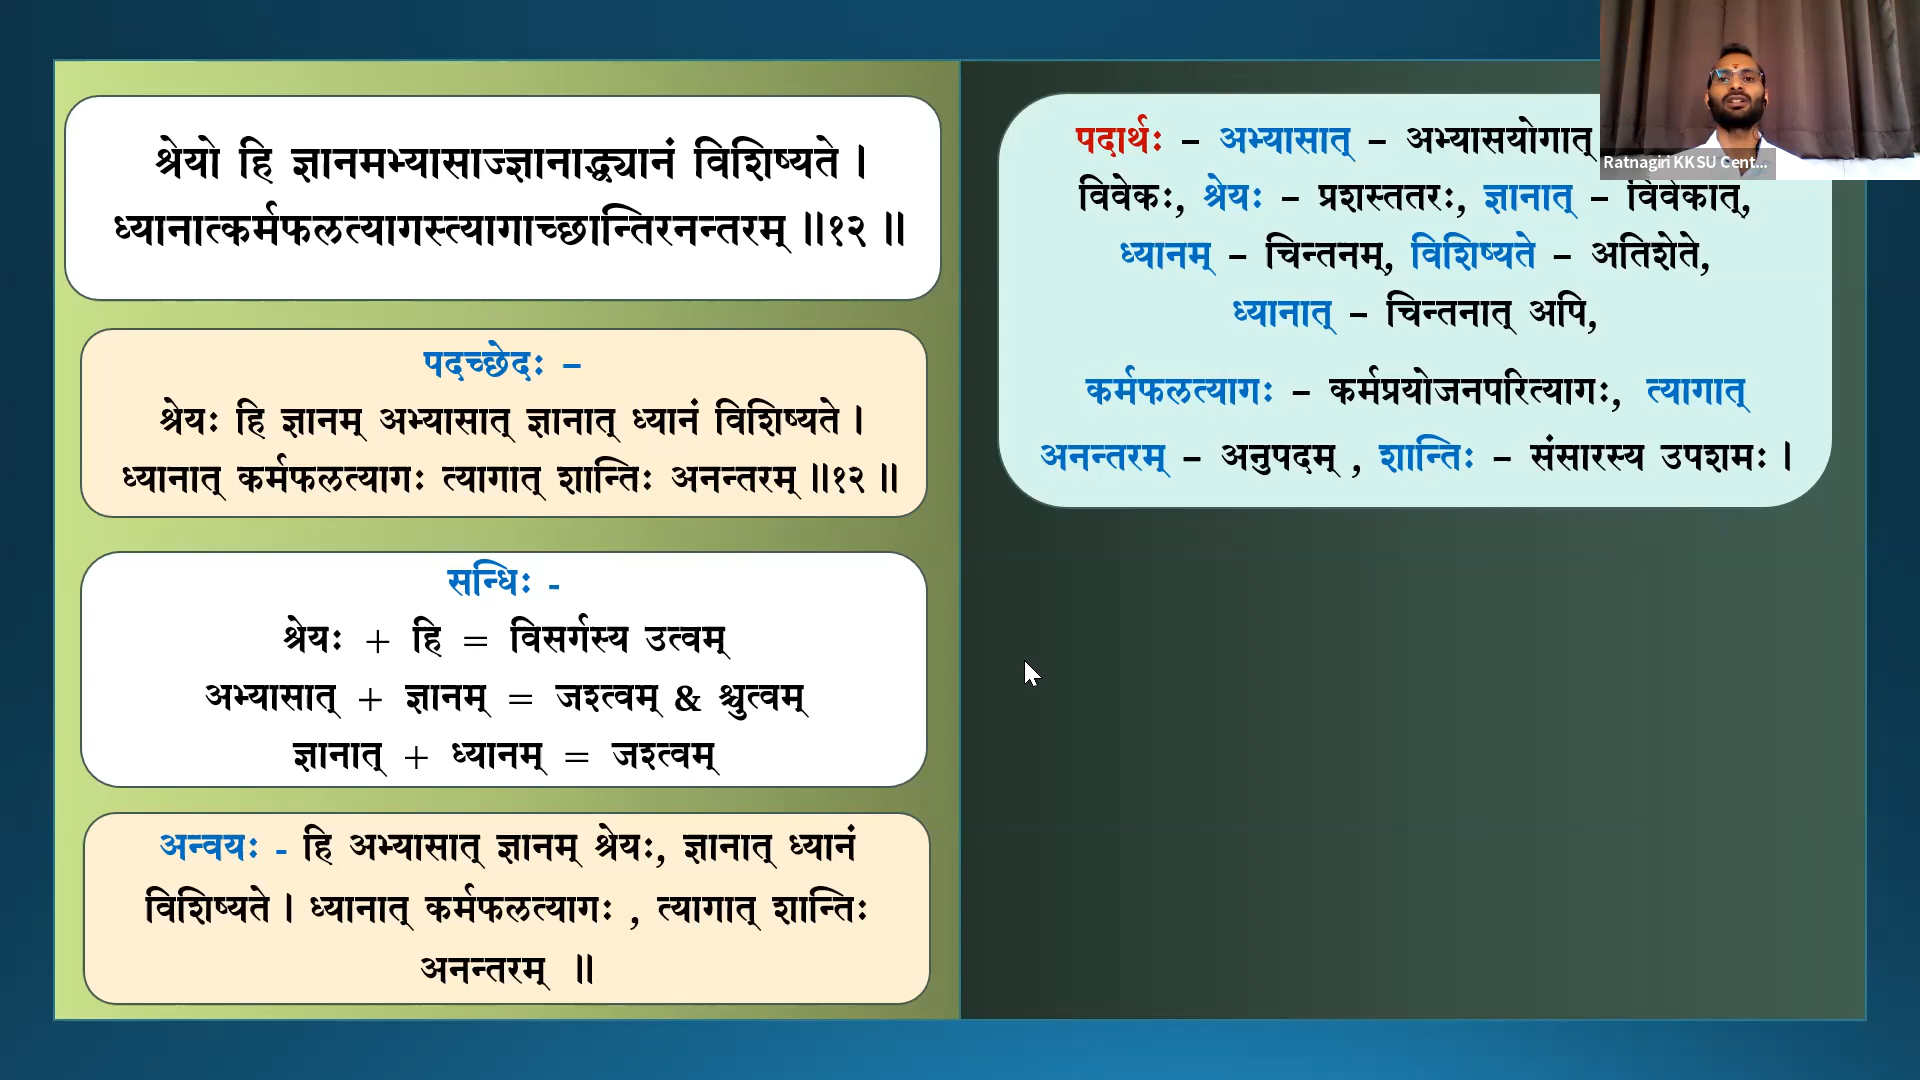 श्रेयो हि ज्ञानमभ्यासाज्ज्ञानाद्ध्यानं विशिष्यते ।
ध्यानात्कर्मफलत्यागस्त्यागाच्छान्तिरनन्तरम् ॥१२ ॥
पदच्छेदः –
श्रेयः हि ज्ञानम् अभ्यासात् ज्ञानात् ध्यानं विशिष्यते ।
ध्यानात् कर्मफलत्यागः त्यागात् शान्तिः अनन्तरम् ॥१२ ॥
सन्धिः -
श्रेयः + हि = विसर्गस्य उत्वम्
अभ्यासात् + ज्ञानम् = जश्त्वम् & श्चुत्वम्
ज्ञानात् + ध्यानम् = जश्त्वम्
अन्वयः - हि अभ्यासात् ज्ञानम् श्रेयः, ज्ञानात् ध्यानं
विशिष्यते । ध्यानात् कर्मफलत्यागः , त्यागात् शान्तिः
अनन्तरम् ॥
पदार्थः – अभ्यासात् – अभ्यासयोगात्
विवेकः, श्रेयः – प्रशस्ततरः, ज्ञानात् – विवेकात्,
ध्यानम् – चिन्तनम्, विशिष्यते – अतिशेते,
ध्यानात् – चिन्तनात् अपि,
कर्मफलत्यागः – कर्मप्रयोजनपरित्यागः, त्यागात्
अनन्तरम् – अनुपदम् , शान्तिः – संसारस्य उपशमः ।
Ratnagiri KKSU Cent...